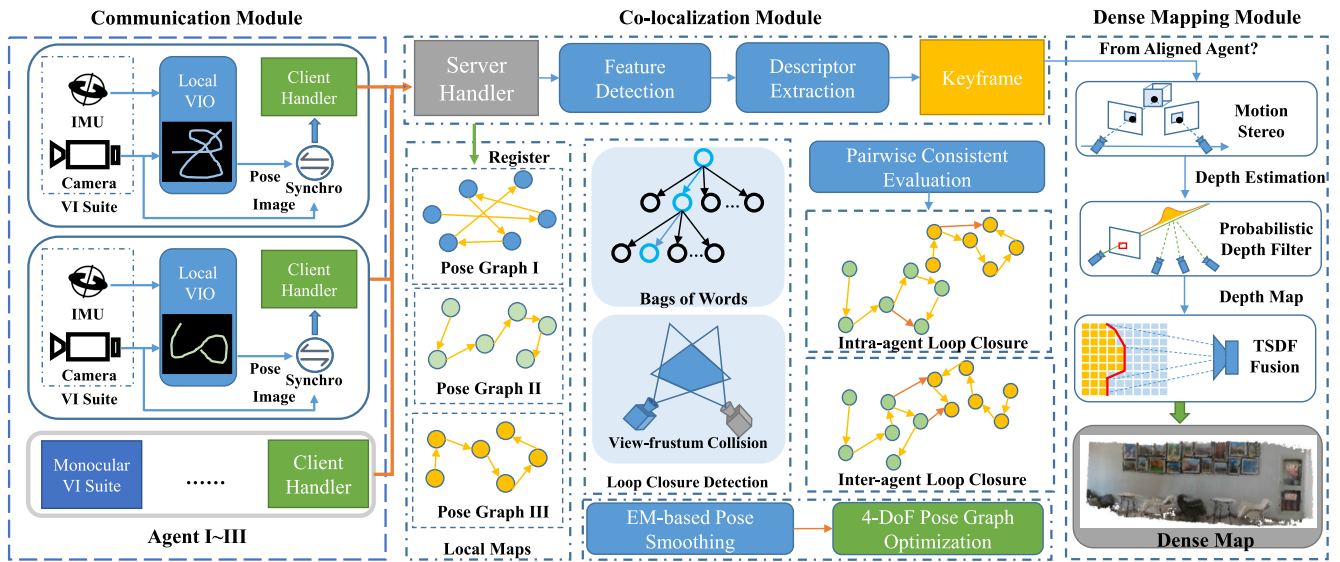 Communication Module
IMU
Camera
VI Suite
Local
VIO
Client
Handler
Pose
Image
Synchro
IMU
Camera
VI Suite
Local
VIO
Client
Handler
Pose
Image
Synchro
Monocular
VI Suite
......
Client
Handler
Agent I~III
Co-localization Module
Server
Handler
Feature
Detection
Descriptor
Extraction
Keyframe
Register
Pose Graph I
Pose Graph II
Pose Graph III
Local Maps
...
...
Bags of Words
View-frustum Collision
Loop Closure Detection
Pairwise Consistent
Evaluation
Intra-agent Loop Closure
Inter-agent Loop Closure
EM-based Pose
Smoothing
4-DoF Pose Graph
Optimization
Dense Mapping Module
From Aligned Agent?
Motion
Stereo
Depth Estimation
Probabilistic
Depth Filter
Depth Map
TSDF
Fusion
Dense Map